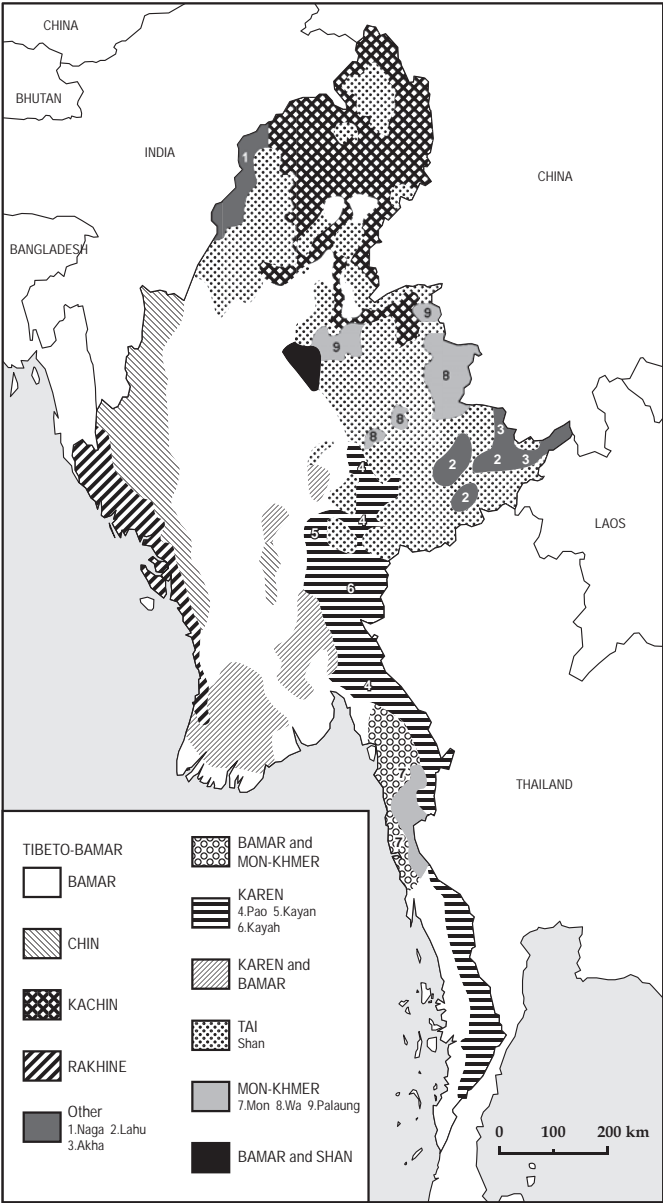 CHINA
BHUTAN
INDIA
1
CHINA
BANGLADESH
9
9
8
8
3
8
2
3
4
2
2
4
5
LAOS
6
4
7
THAILAND
7
TIBETO-BAMAR
BAMAR
CHIN
KACHIN
RAKHINE
Other
1.Naga 2.Lahu
3.Akha
BAMAR and
MON-KHMER
KAREN
4.Pao 5.Kayan
6.Kayah
KAREN and
BAMAR
TAI
Shan
MON-KHMER
7.Mon 8.Wa 9.Palaung
BAMAR and SHAN
0 100 200 km